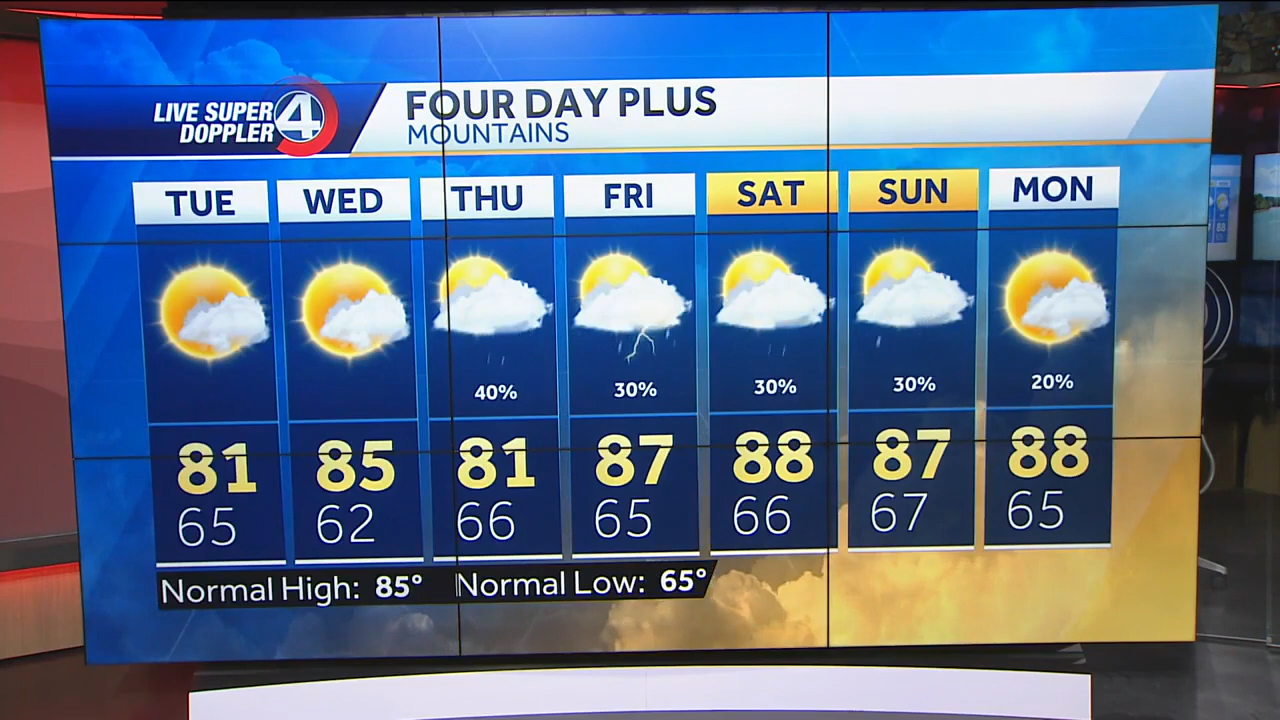 LIVE SUPER
DOPPLER 4
FOUR DAY PLUS
MOUNTAINS
TUE WED THU FRI SAT SUN MON
40% 30% 30% 30% 20%
81 85 81 87 88 87 88
65 62 66 65 66 67 65
Normal High: 85° Normal Low: 65°